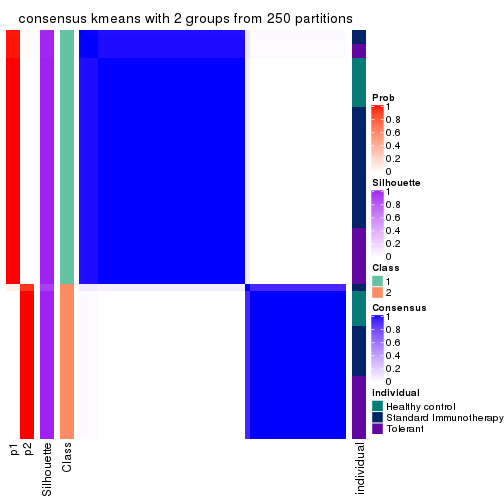 consensus kmeans with 2 groups from 250 partitions
Prob
1
0.8
0.6
0.4
0.2
0
Silhouette
1
0.8
0.6
0.4
0.2
0
Class
1
2
Consensus
1
0.8
0.6
0.4
0.2
0
individual
Healthy control
Standard Immunotherapy
Tolerant
p1
p2
Silhouette
Class
individual